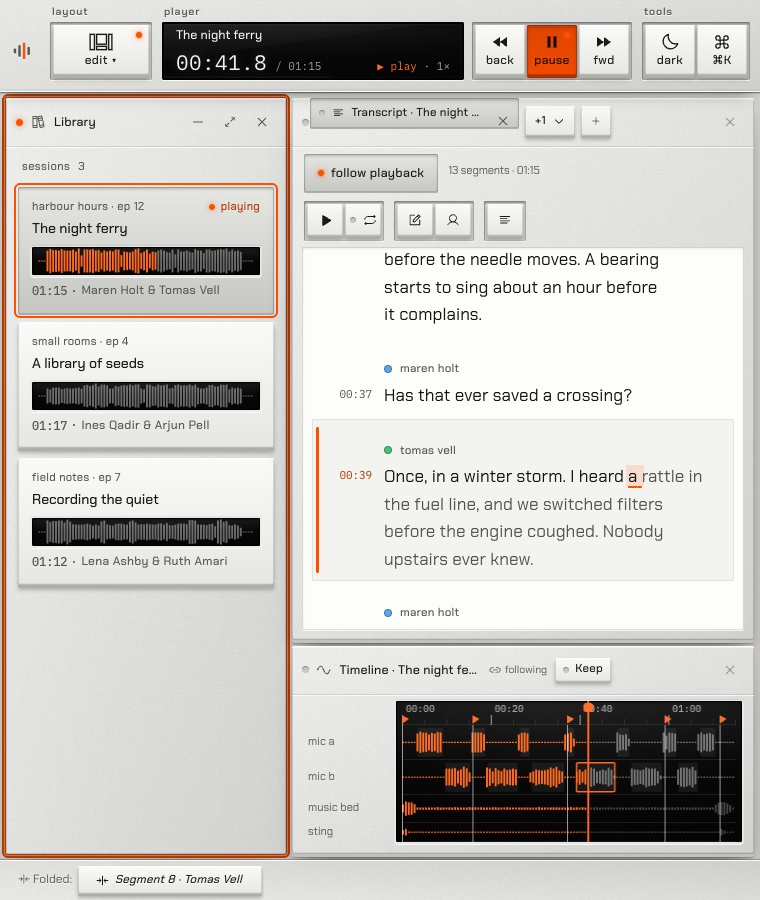 layout
player
tools
The night ferry
00:41.8 / 01:15
▶ play · 1×
edit ▾
back
pause
fwd
dark
⌘K
Library
sessions 3
harbour hours · ep 12
playing
The night ferry
01:15 · Maren Holt & Tomas Vell
small rooms · ep 4
A library of seeds
01:17 · Ines Qadir & Arjun Pell
field notes · ep 7
Recording the quiet
01:12 · Lena Ashby & Ruth Amari
Transcript · The night ...
+1
follow playback
13 segments · 01:15
before the needle moves. A bearing
starts to sing about an hour before
it complains.
maren holt
00:37 Has that ever saved a crossing?
tomas vell
00:39 Once, in a winter storm. I heard a rattle in
the fuel line, and we switched filters
before the engine coughed. Nobody
upstairs ever knew.
maren holt
Timeline · The night fe...
following
Keep
00:00 00:20 :40 01:00
mic a
mic b
music bed
sting
Folded:
Segment 8 · Tomas Vell